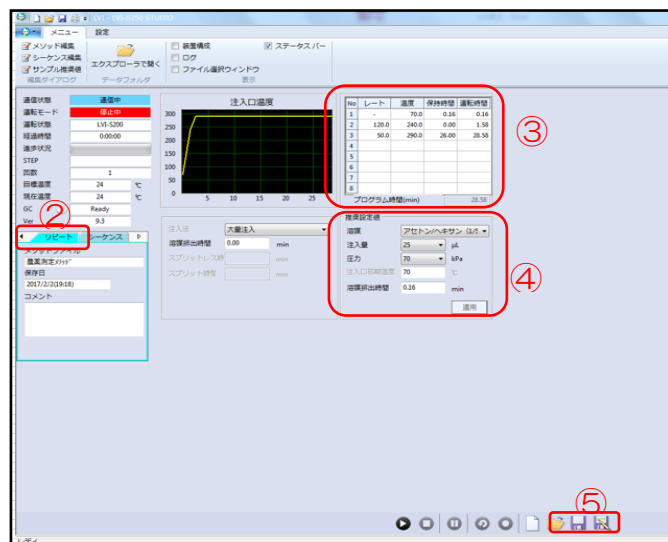 LVI - LVI-S250 STUDIO
メニュー 設定
メソッド編集
シーケンス編集
サンプル推奨値
編集ダイアログ
エクスプローラで開く
データフォルダ
装置構成
ログ
ファイル選択ウィンドウ
ステータスバー
表示
通信状態 通信中
運転モード 停止中
運転状態 LVI-S200
経過時間 0:00:00
進歩状況
STEP
回数 1
目標温度 24 ℃
現在温度 24 ℃
GC Ready
Ver 9.3
②
リピート シーケンス
メソッドファイル
農薬測定メソッド
保存日
2017/2/2(19:18)
コメント
注入口温度
300
250
200
150
100
50
0
5 10 15 20 25
No レート 温度 保持時間 運転時間
1 - 70.0 0.16 0.16
2 120.0 240.0 0.00 1.58
3 50.0 290.0 26.00 28.58
4
5
6
7
8
プログラム時間(min) 28.58
③
注入法 大量注入
溶媒排出時間 0.00 min
スプリットレス時 min
スプリット時間 min
推奨設定値
溶媒 アセトン/ヘキサン (1/
注入量 25 μL
圧力 70 kPa
注入口初期温度 70 ℃
溶媒排出時間 0.16 min
適用
④
⑤
レディ